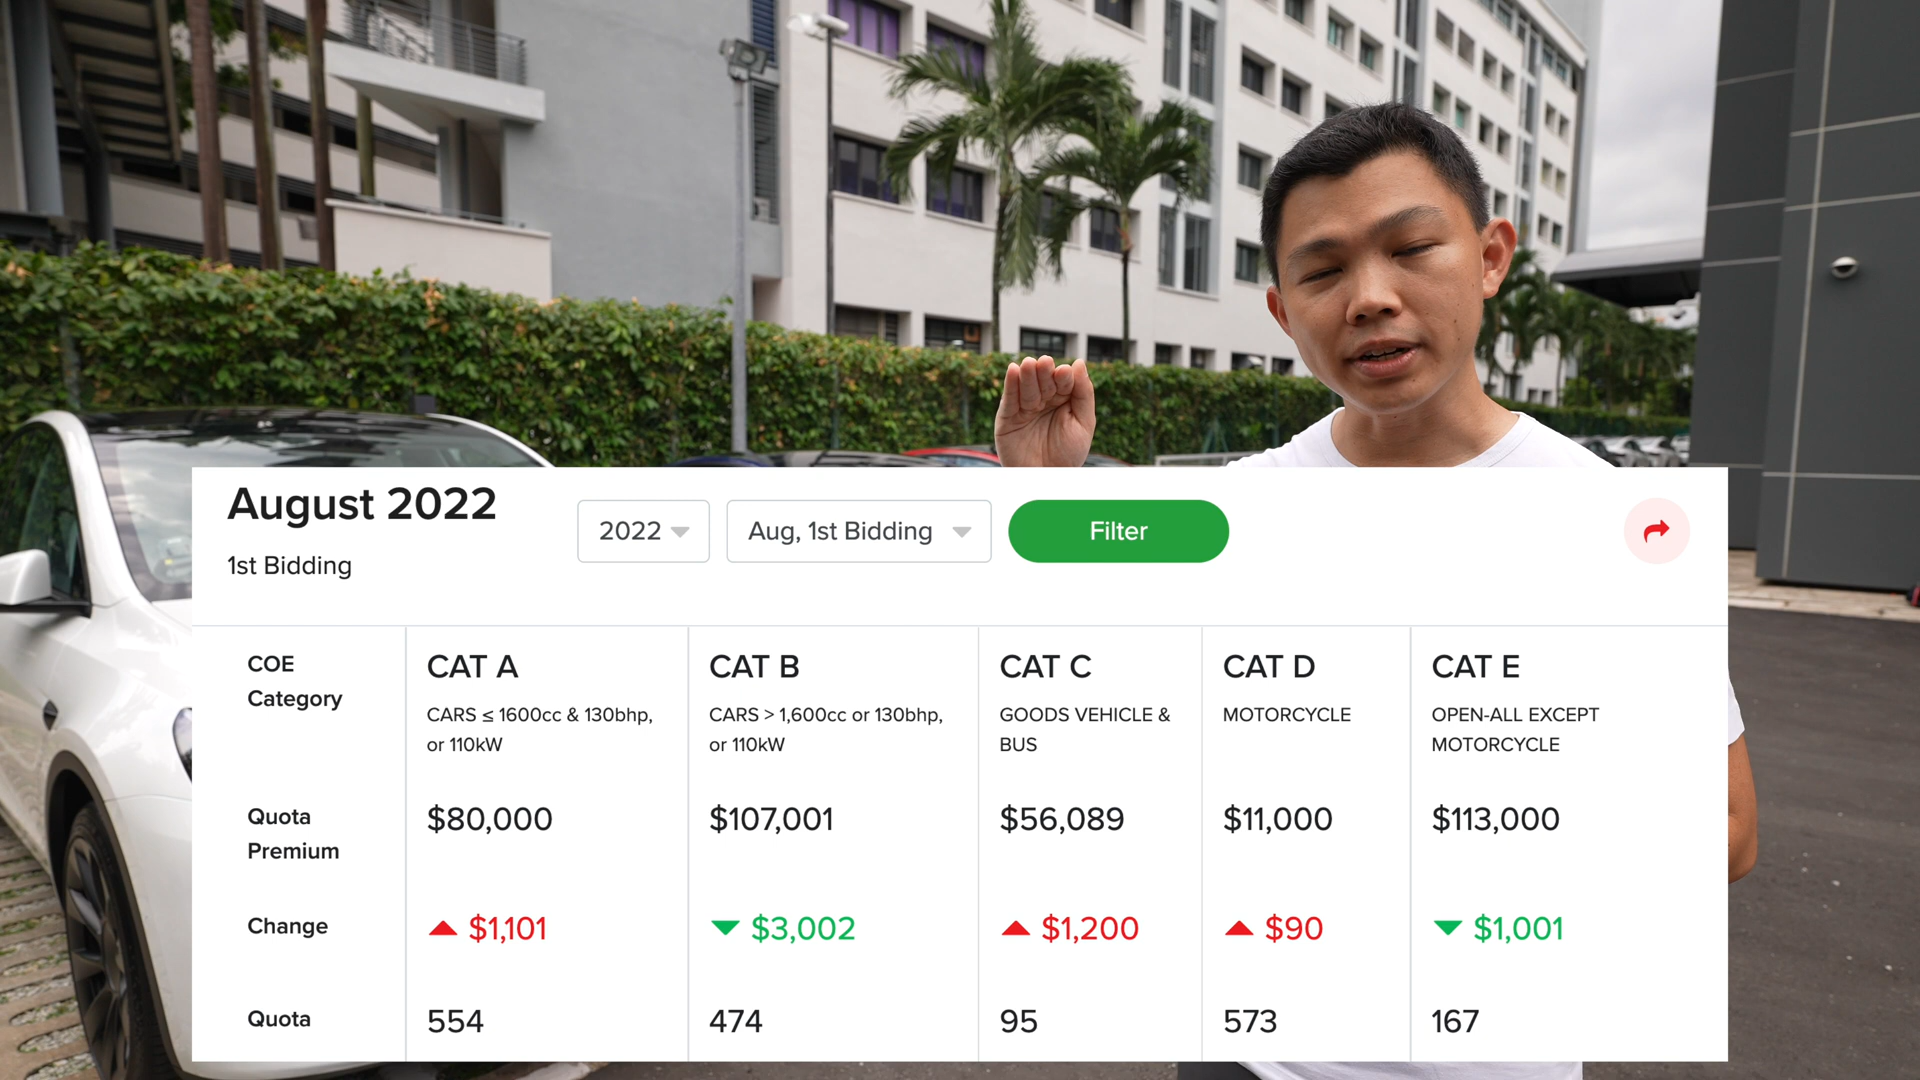 August 2022
1st Bidding
2022
Aug, 1st Bidding
Filter
COE
Category
CAT A
CARS ≤ 1600cc & 130bhp,
or 110kW
CAT B
CARS > 1,600cc or 130bhp,
or 110kW
CAT C
GOODS VEHICLE &
BUS
CAT D
MOTORCYCLE
CAT E
OPEN-ALL EXCEPT
MOTORCYCLE
Quota
Premium
$80,000
$107,001
$56,089
$11,000
$113,000
Change
$1,101
$3,002
$1,200
$90
$1,001
Quota
554
474
95
573
167